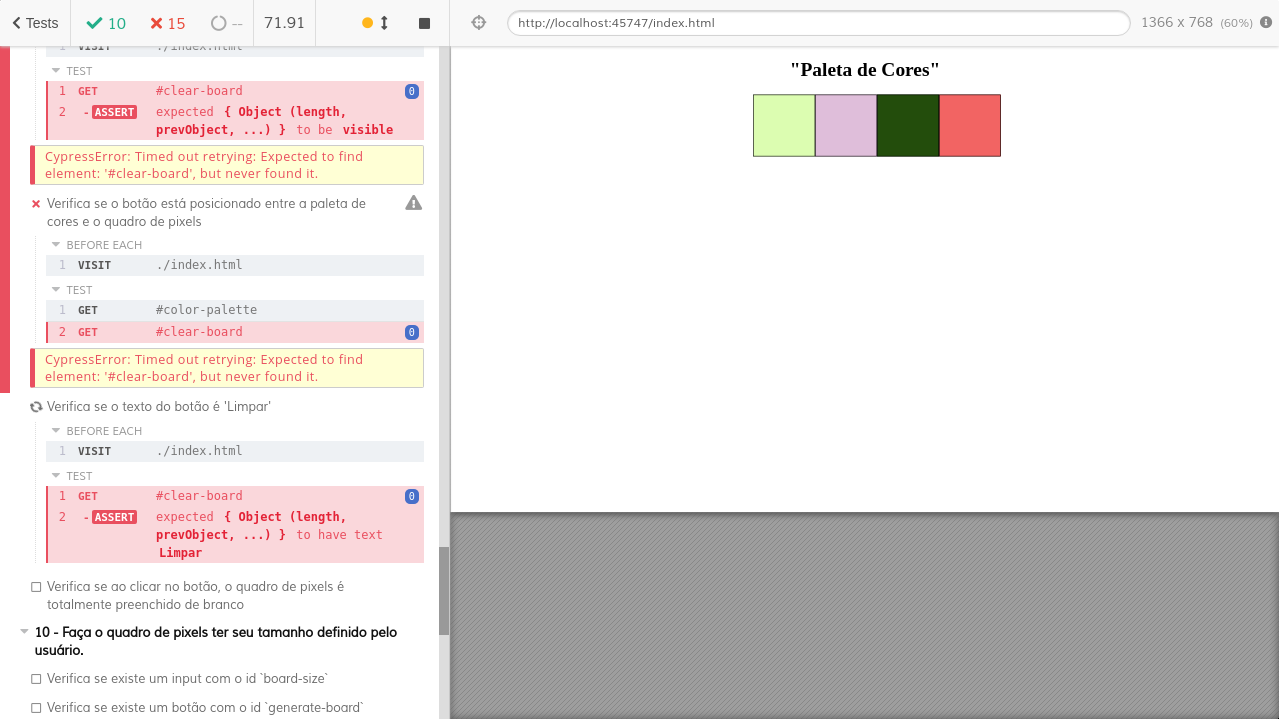 Tests 10 15 -- 71.91
http://localhost:45747/index.html 1366 x 768 (60%)
1 VISIT ./index.html
TEST
1 GET #clear-board 0
2 - ASSERT expected { Object (length,
prevObject, ...) } to be visible
CypressError: Timed out retrying: Expected to find
element: '#clear-board', but never found it.
Verifica se o botão está posicionado entre a paleta de
cores e o quadro de pixels
BEFORE EACH
1 VISIT ./index.html
TEST
1 GET #color-palette
2 GET #clear-board 0
CypressError: Timed out retrying: Expected to find
element: '#clear-board', but never found it.
Verifica se o texto do botão é 'Limpar'
BEFORE EACH
1 VISIT ./index.html
TEST
1 GET #clear-board 0
2 - ASSERT expected { Object (length,
prevObject, ...) } to have text
Limpar
Verifica se ao clicar no botão, o quadro de pixels é
totalmente preenchido de branco
10 - Faça o quadro de pixels ter seu tamanho definido pelo
usuário.
Verifica se existe um input com o id `board-size`
Verifica se existe um botão com o id `generate-board`
"Paleta de Cores"